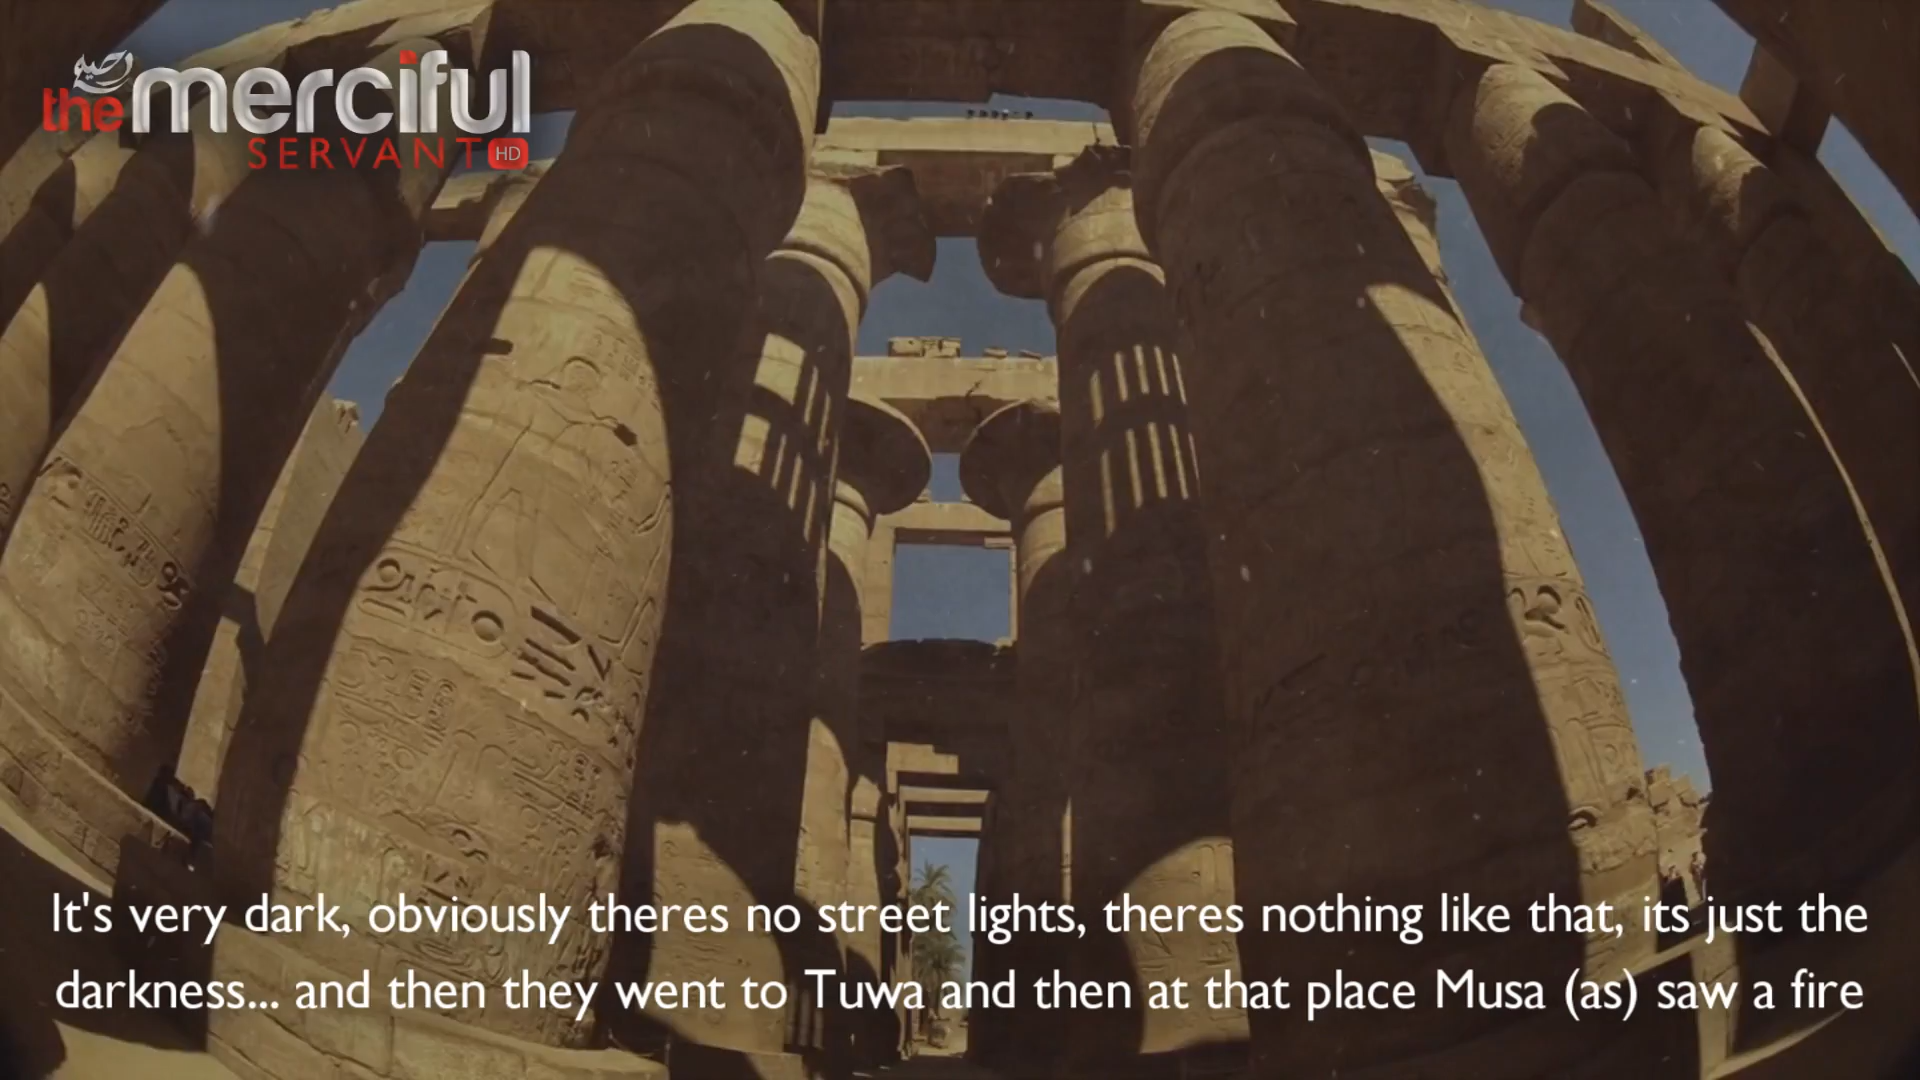 رحيم
the merciful
SERVANT HD
It's very dark, obviously theres no street lights, theres nothing like that, its just the
darkness... and then they went to Tuwa and then at that place Musa (as) saw a fire